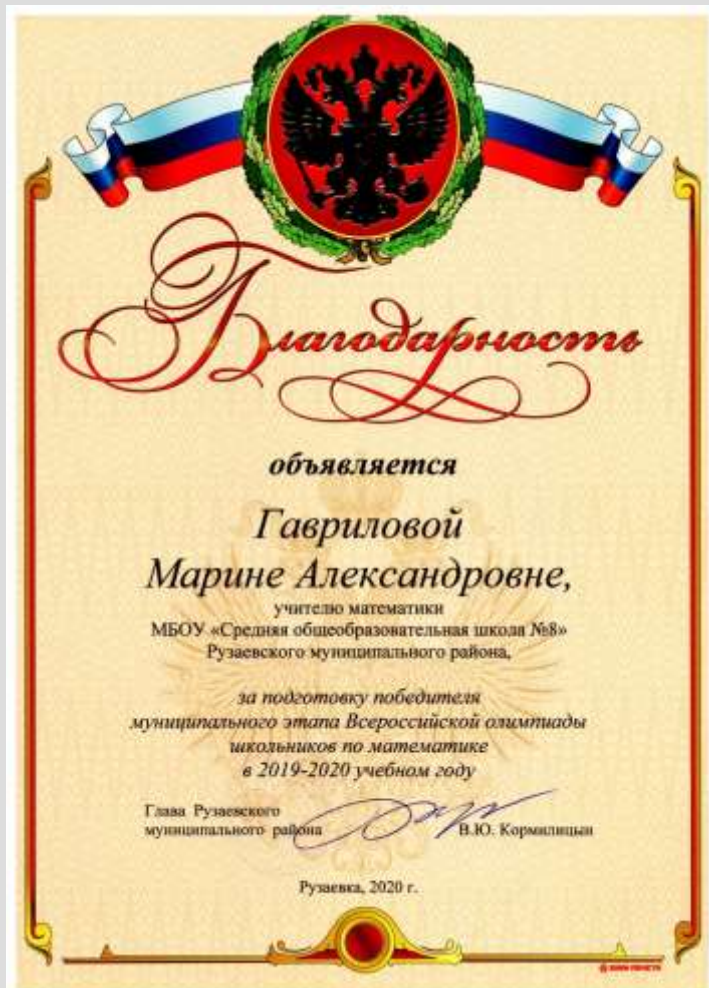 Благодарность
объявляется
Гавриловой
Марине Александровне,
учителю математики
МБОУ «Средняя общеобразовательная школа №8»
Рузаевского муниципального района,
за подготовку победителя
муниципального этапа Всероссийской олимпиады
школьников по математике
в 2019-2020 учебном году
Глава Рузаевского
муниципального района В.Ю. Кормилицын
Рузаевка, 2020 г.